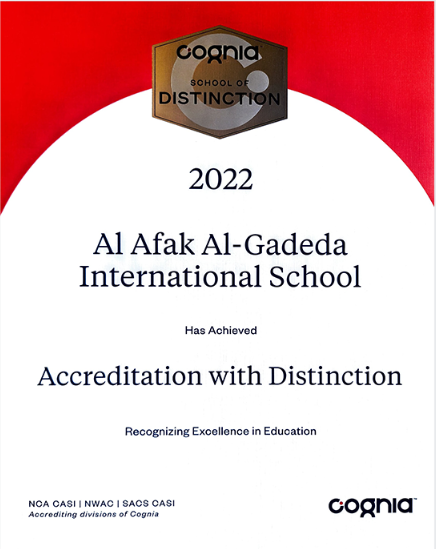 cognia
SCHOOL OF
DISTINCTION
2022
Al Afak Al-Gadeda
International School
Has Achieved
Accreditation with Distinction
Recognizing Excellence in Education
NCA CASI | NWAC | SACS CASI
Accrediting divisions of Cognia
cognia™